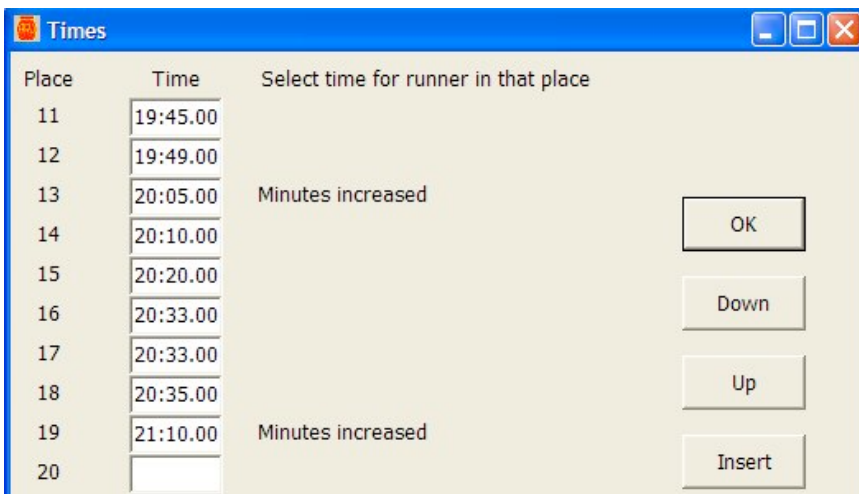 Times
Place Time Select time for runner in that place
11 19:45.00
12 19:49.00
13 20:05.00 Minutes increased
14 20:10.00
OK
15 20:20.00
16 20:33.00
Down
17 20:33.00
18 20:35.00
Up
19 21:10.00 Minutes increased
20
Insert